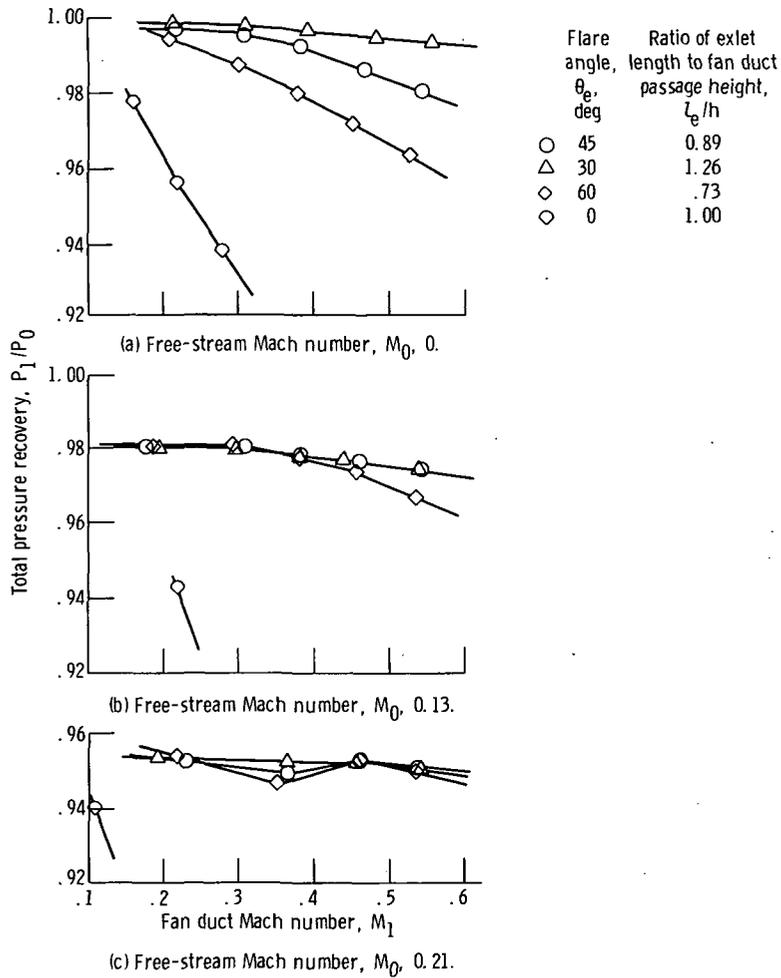 1.00
.98
.96
.94
.92
(a) Free-stream Mach number, M0, 0.
Flare angle, θe, deg
Ratio of exlet length to fan duct passage height, le/h
45 0.89
30 1.26
60 .73
0 1.00
Total pressure recovery, P1/P0
1.00
.98
.96
.94
.92
(b) Free-stream Mach number, M0, 0.13.
.96
.94
.92
.1 .2 .3 .4 .5 .6
Fan duct Mach number, M1
(c) Free-stream Mach number, M0, 0.21.